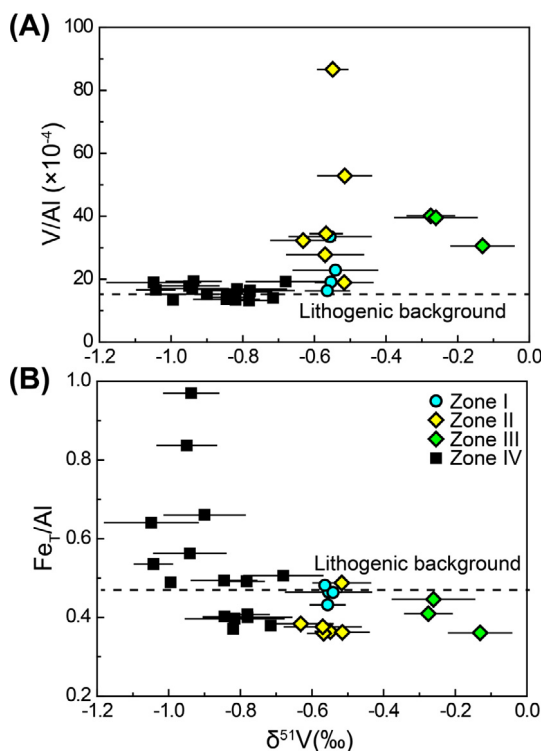 (A)
100
80
60
40
20
0
V/Al (×10⁻⁴)
Lithogenic background
-1.2 -1.0 -0.8 -0.6 -0.4 -0.2 0.0
(B)
1.0
0.8
0.6
0.4
0.2
Feᴛ/Al
Zone I
Zone II
Zone III
Zone IV
Lithogenic background
-1.2 -1.0 -0.8 -0.6 -0.4 -0.2 0.0
δ⁵¹V(‰)